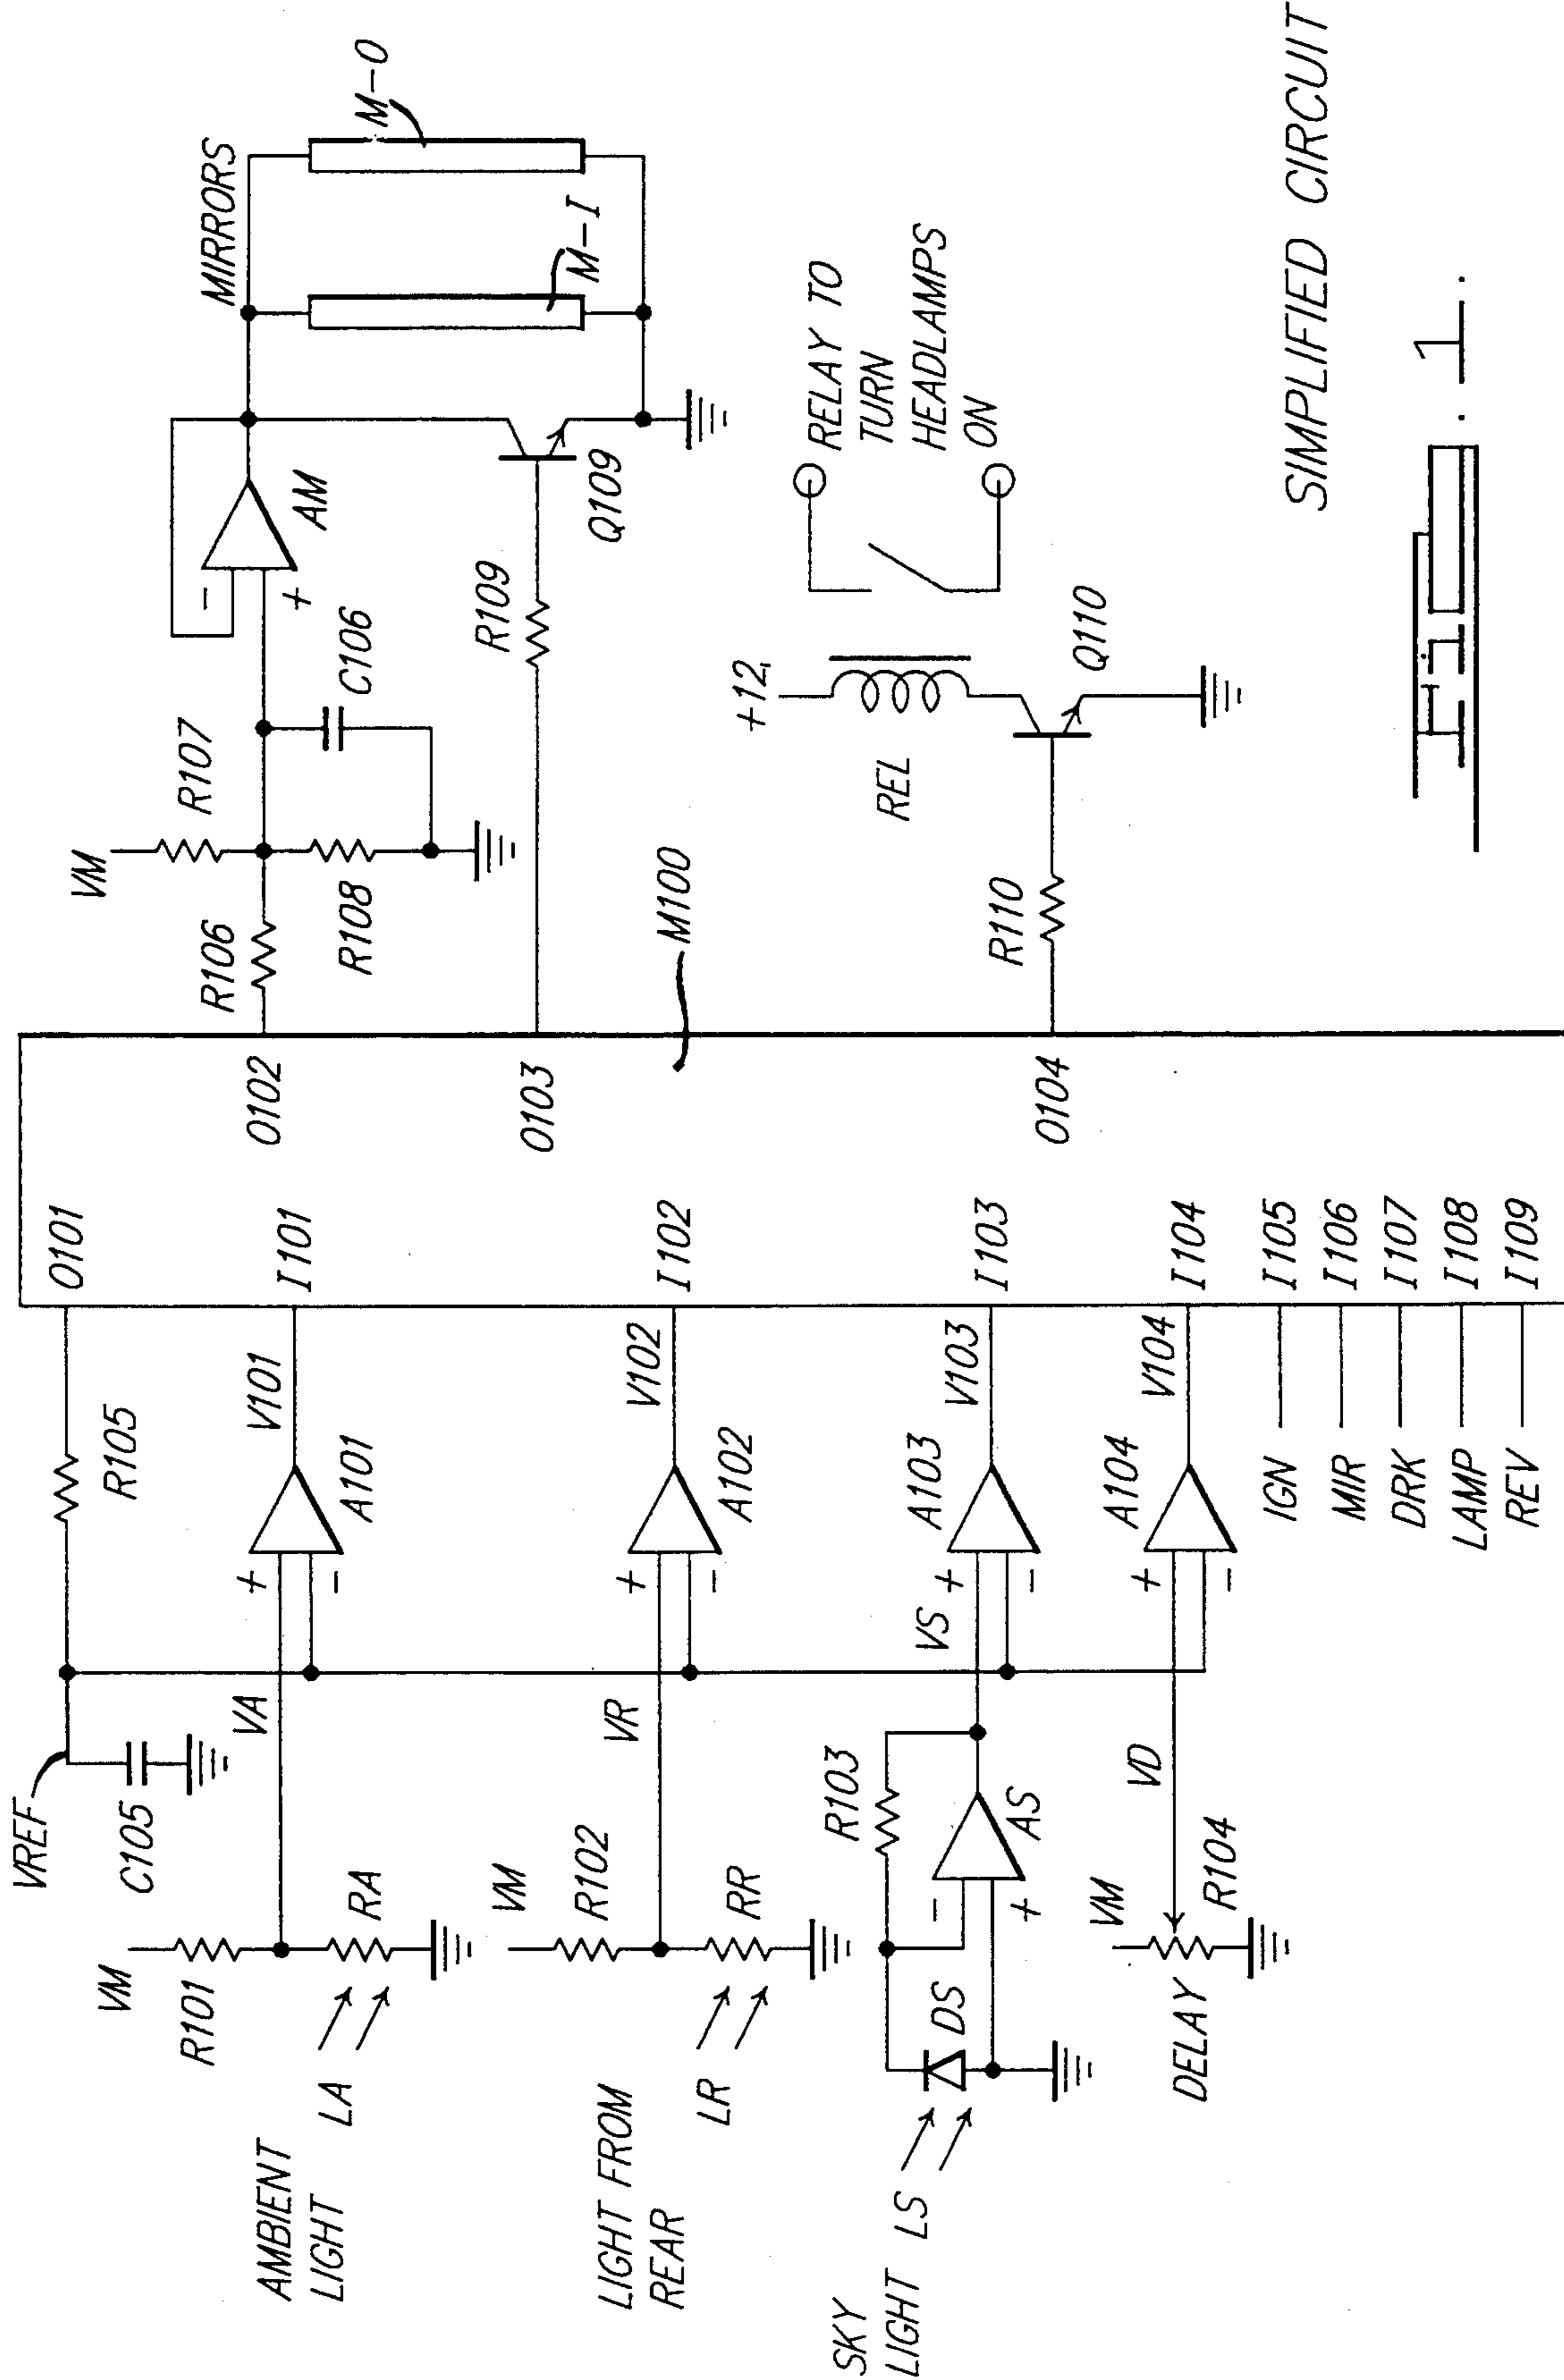 VREF
C105
R105
O101
VM
R101
VA
RA
AMBIENT
LIGHT
LA
+
-
A101
V101
I101
VM
R102
VR
RR
LIGHT FROM
REAR
LR
+
-
A102
V102
I102
SKY
LIGHT LS
DS
R103
-
+
AS
VS
+
-
A103
V103
I103
DELAY
VM
R104
VD
+
-
A104
V104
I104
IGN I105
MIR I106
DRK I107
LAMP I108
REV I109
M100
O102
R106
VM
R107
R108
C106
-
+
AM
MIRRORS
M-I
M-O
O103
R109
Q109
O104
R110
Q110
REL
+12
RELAY TO
TURN
HEADLAMPS
ON
SIMPLIFIED CIRCUIT
Fig. 1.